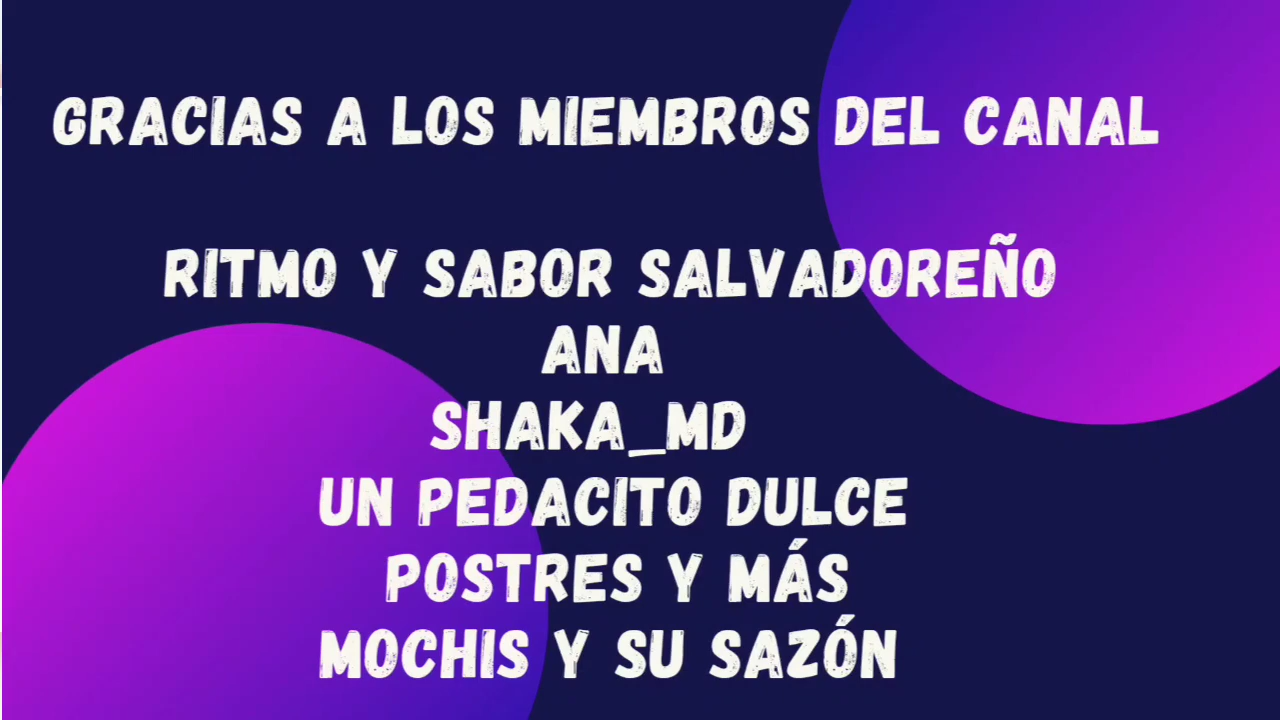 GRACIAS A LOS MIEMBROS DEL CANAL
RITMO Y SABOR SALVADOREÑO
ANA
SHAKA_MD
UN PEDACITO DULCE
POSTRES Y MÁS
MOCHIS Y SU SAZÓN